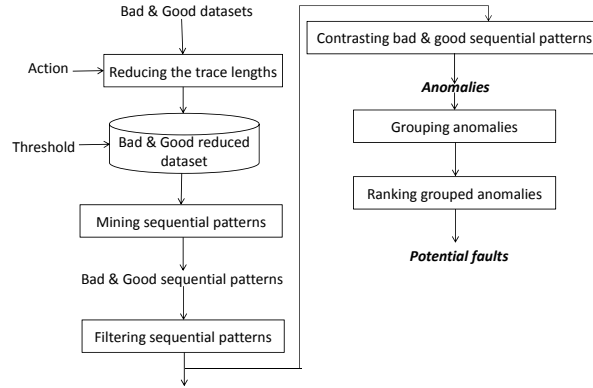 Bad & Good datasets
Action
Reducing the trace lengths
Threshold
Bad & Good reduced
dataset
Mining sequential patterns
Bad & Good sequential patterns
Filtering sequential patterns
Contrasting bad & good sequential patterns
Anomalies
Grouping anomalies
Ranking grouped anomalies
Potential faults